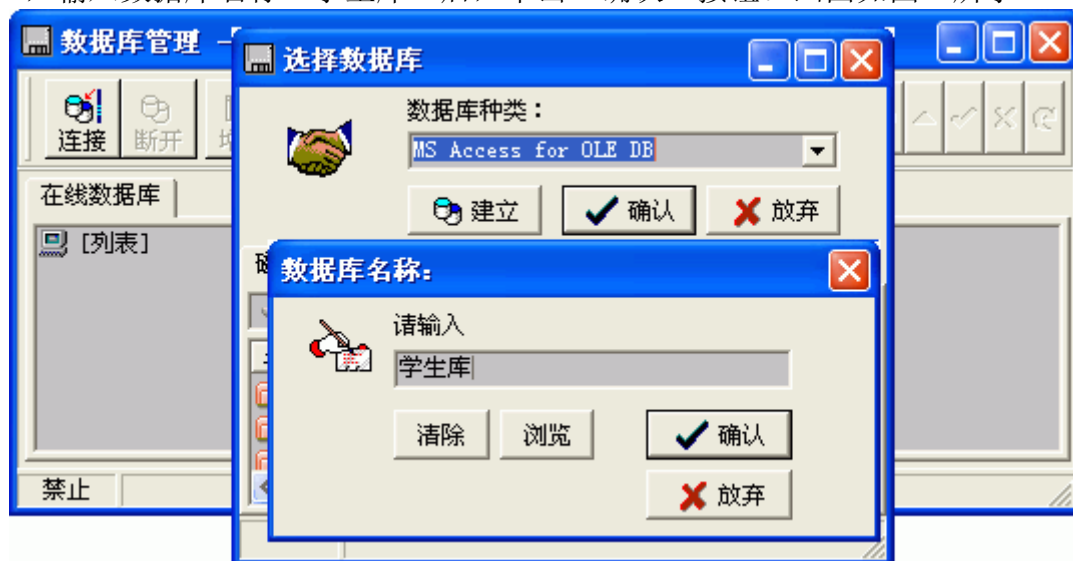 数据库管理
选择数据库
连接
断开
数据库种类：
MS Access for OLE DB
建立
确认
放弃
在线数据库
[列表]
数据库名称：
请输入
学生库
清除
浏览
确认
放弃
禁止